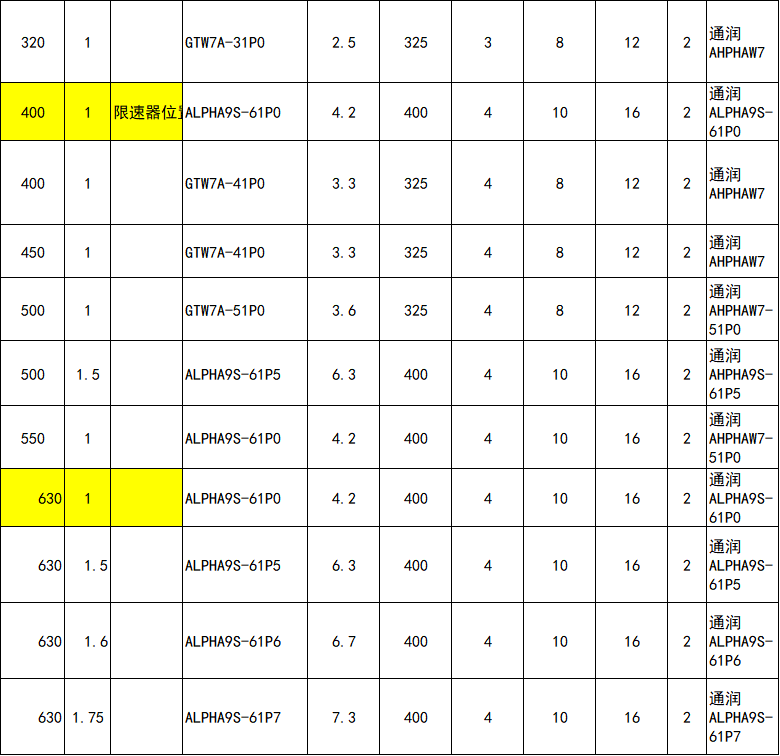 320 1 GTW7A-31P0 2.5 325 3 8 12 2 通润
AHPHAW7
400 1 限速器位 ALPHA9S-61P0 4.2 400 4 10 16 2 通润
ALPHA9S-
61P0
400 1 GTW7A-41P0 3.3 325 4 8 12 2 通润
AHPHAW7
450 1 GTW7A-41P0 3.3 325 4 8 12 2 通润
AHPHAW7
500 1 GTW7A-51P0 3.6 325 4 8 12 2 通润
AHPHAW7-
51P0
500 1.5 ALPHA9S-61P5 6.3 400 4 10 16 2 通润
AHPHA9S-
61P5
550 1 ALPHA9S-61P0 4.2 400 4 10 16 2 通润
AHPHAW7-
51P0
630 1 ALPHA9S-61P0 4.2 400 4 10 16 2 通润
ALPHA9S-
61P0
630 1.5 ALPHA9S-61P5 6.3 400 4 10 16 2 通润
ALPHA9S-
61P5
630 1.6 ALPHA9S-61P6 6.7 400 4 10 16 2 通润
ALPHA9S-
61P6
630 1.75 ALPHA9S-61P7 7.3 400 4 10 16 2 通润
ALPHA9S-
61P7